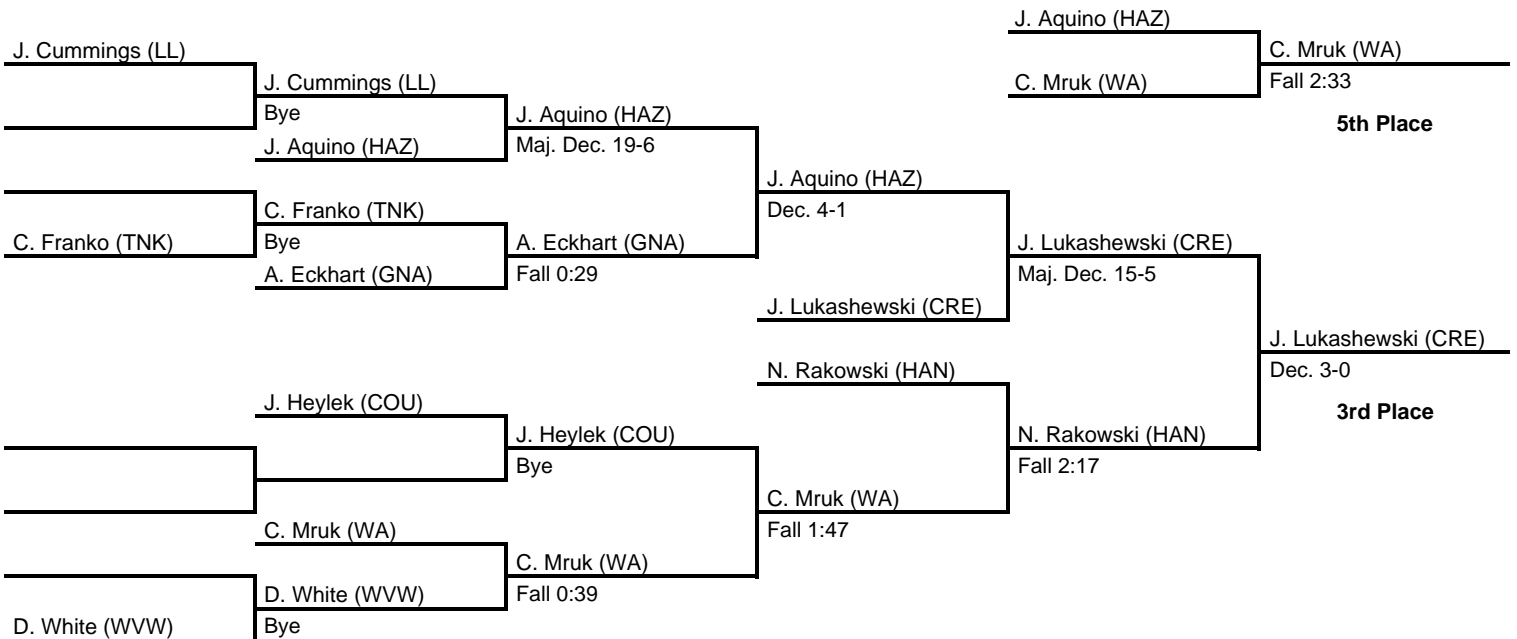 J. Aquino (HAZ)
J. Cummings (LL)
C. Mruk (WA)
J. Cummings (LL)
C. Mruk (WA)
Fall 2:33
Bye
J. Aquino (HAZ)
5th Place
J. Aquino (HAZ)
Maj. Dec. 19-6
J. Aquino (HAZ)
C. Franko (TNK)
Dec. 4-1
C. Franko (TNK)
Bye
A. Eckhart (GNA)
J. Lukashewski (CRE)
A. Eckhart (GNA)
Fall 0:29
Maj. Dec. 15-5
J. Lukashewski (CRE)
J. Lukashewski (CRE)
N. Rakowski (HAN)
Dec. 3-0
J. Heylek (COU)
3rd Place
J. Heylek (COU)
N. Rakowski (HAN)
Bye
Fall 2:17
C. Mruk (WA)
C. Mruk (WA)
Fall 1:47
C. Mruk (WA)
D. White (WVW)
Fall 0:39
D. White (WVW)
Bye